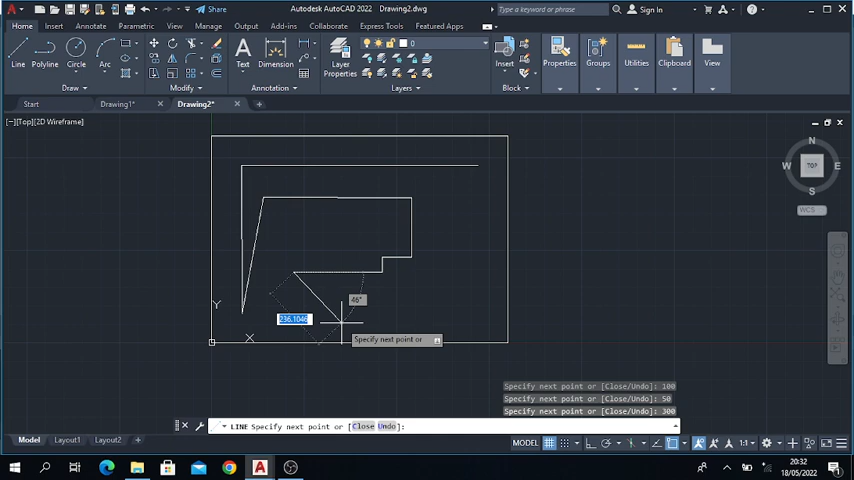 Share
Autodesk AutoCAD 2022 Drawing2.dwg
Type a keyword or phrase
Sign In
Home Insert Annotate Parametric View Manage Output Add-ins Collaborate Express Tools Featured Apps
Line Polyline Circle Arc
Text Dimension
Layer
Properties
0
Insert
Properties Groups Utilities Clipboard View
Draw Modify Annotation Layers Block
Start Drawing1* Drawing2*
[−][Top][2D Wireframe]
N
W TOP E
S
WCS
46°
Y
236.1046
X
Specify next point or
Specify next point or [Close/Undo]: 100
Specify next point or [Close/Undo]: 50
Specify next point or [Close/Undo]: 300
LINE Specify next point or [Close Undo]:
Model Layout1 Layout2 +
MODEL
1:1
20:32
18/05/2022